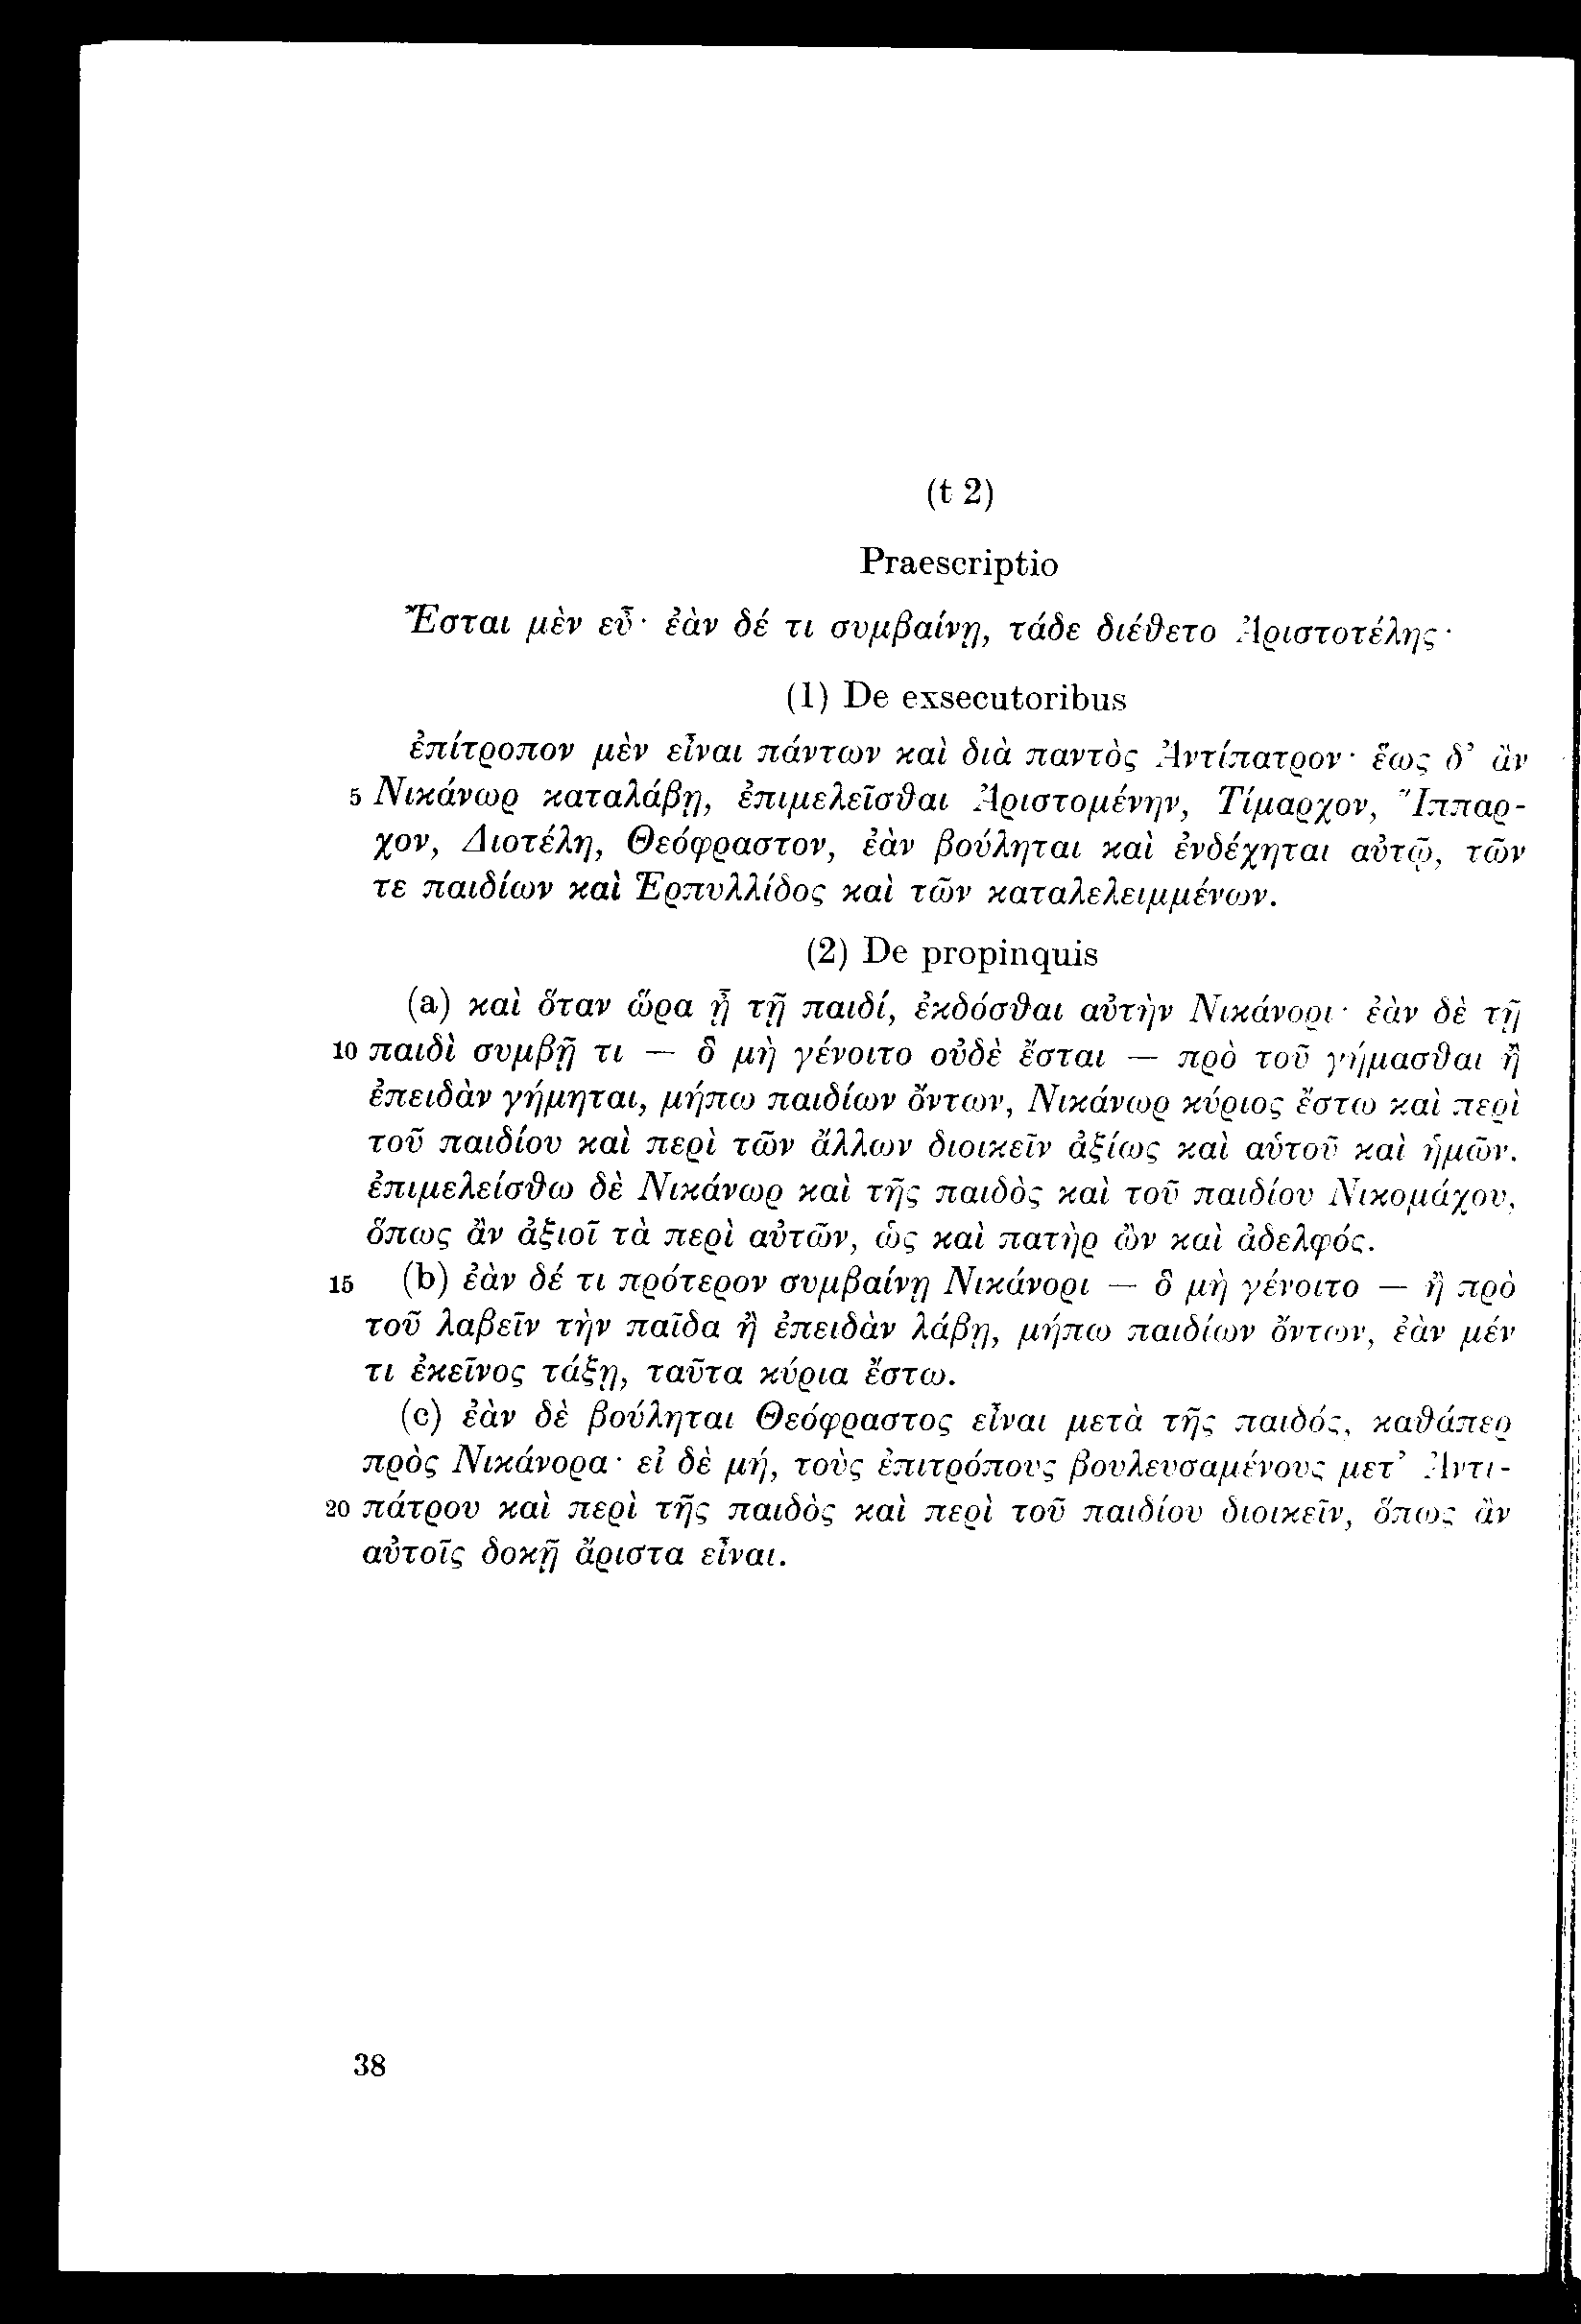 (t 2)
Praescriptio
Ἔσται μὲν εὖ· ἐὰν δέ τι συμβαίνῃ, τάδε διέθετο Ἀριστοτέλης·
(1) De exsecutoribus
ἐπίτροπον μὲν εἶναι πάντων καὶ διὰ παντὸς Ἀντίπατρον· ἕως δ’ ἂν
5 Νικάνωρ καταλάβῃ, ἐπιμελεῖσθαι Ἀριστομένην, Τίμαρχον, Ἵππαρ-
χον, Διοτέλη, Θεόφραστον, ἐὰν βούληται καὶ ἐνδέχηται αὐτῷ, τῶν
τε παιδίων καὶ Ἑρπυλλίδος καὶ τῶν καταλελειμμένων.
(2) De propinquis
(a) καὶ ὅταν ὥρα ᾖ τῇ παιδί, ἐκδόσθαι αὐτὴν Νικάνορι· ἐὰν δὲ τῇ
10 παιδὶ συμβῇ τι — ὃ μὴ γένοιτο οὐδὲ ἔσται — πρὸ τοῦ γήμασθαι ἢ
ἐπειδὰν γήμηται, μήπω παιδίων ὄντων, Νικάνωρ κύριος ἔστω καὶ περὶ
τοῦ παιδίου καὶ περὶ τῶν ἄλλων διοικεῖν ἀξίως καὶ αὑτοῦ καὶ ἡμῶν.
ἐπιμελείσθω δὲ Νικάνωρ καὶ τῆς παιδὸς καὶ τοῦ παιδίου Νικομάχου,
ὅπως ἂν ἀξιοῖ τὰ περὶ αὐτῶν, ὡς καὶ πατὴρ ὢν καὶ ἀδελφός.
15 (b) ἐὰν δέ τι πρότερον συμβαίνῃ Νικάνορι — ὃ μὴ γένοιτο — ἢ πρὸ
τοῦ λαβεῖν τὴν παῖδα ἢ ἐπειδὰν λάβῃ, μήπω παιδίων ὄντων, ἐὰν μέν
τι ἐκεῖνος τάξῃ, ταῦτα κύρια ἔστω.
(c) ἐὰν δὲ βούληται Θεόφραστος εἶναι μετὰ τῆς παιδός, καθάπερ
πρὸς Νικάνορα· εἰ δὲ μή, τοὺς ἐπιτρόπους βουλευσαμένους μετ’ Ἀντι-
20 πάτρου καὶ περὶ τῆς παιδὸς καὶ περὶ τοῦ παιδίου διοικεῖν, ὅπως ἂν
αὐτοῖς δοκῇ ἄριστα εἶναι.
38